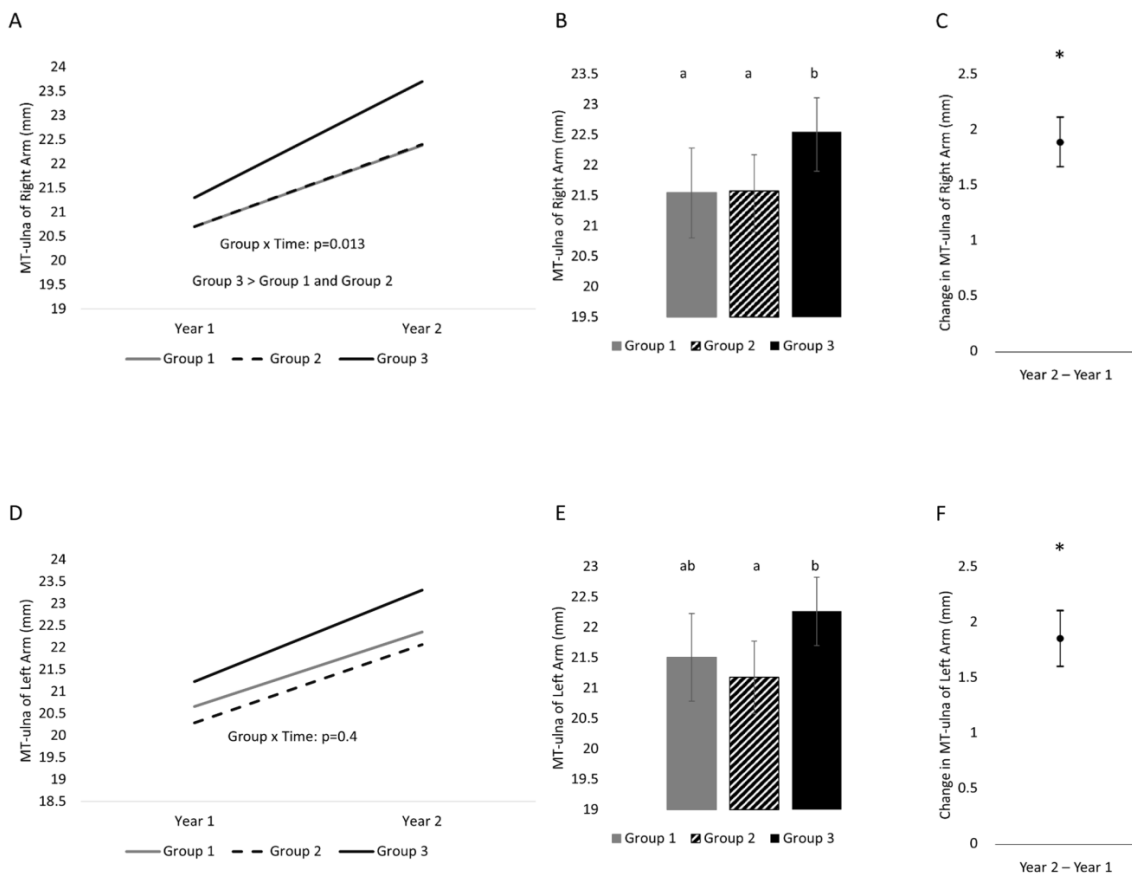 A
MT-ulna of Right Arm (mm)
24
23.5
23
22.5
22
21.5
21
20.5
20
19.5
19
Group x Time: p=0.013
Group 3 > Group 1 and Group 2
Year 1 Year 2
Group 1 Group 2 Group 3
B
MT-ulna of Right Arm (mm)
23.5
23
22.5
22
21.5
21
20.5
20
19.5
a a b
Group 1 Group 2 Group 3
C
Change in MT-ulna of Right Arm (mm)
*
2.5
2
1.5
1
0.5
0
Year 2 – Year 1
D
MT-ulna of Left Arm (mm)
24
23.5
23
22.5
22
21.5
21
20.5
20
19.5
19
18.5
Group x Time: p=0.4
Year 1 Year 2
Group 1 Group 2 Group 3
E
MT-ulna of Left Arm (mm)
23
22.5
22
21.5
21
20.5
20
19.5
19
ab a b
Group 1 Group 2 Group 3
F
Change in MT-ulna of Left Arm (mm)
*
2.5
2
1.5
1
0.5
0
Year 2 – Year 1